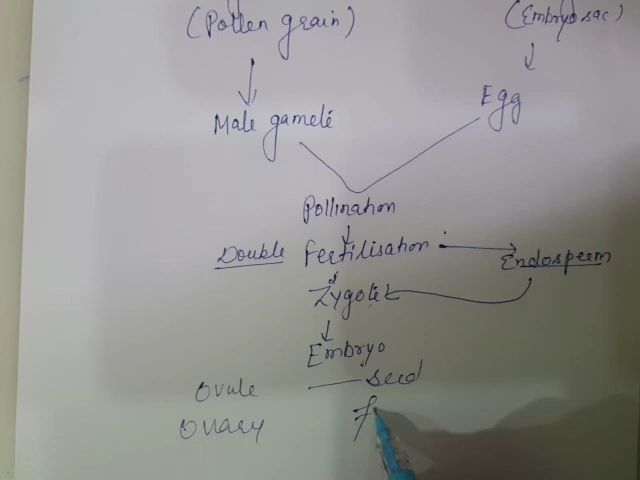 (Pollen grain) (Embryo sac)
Male gamete Egg
Pollination
Double Fertilisation Endosperm
Zygote
Embryo
Ovule seed
Ovary f